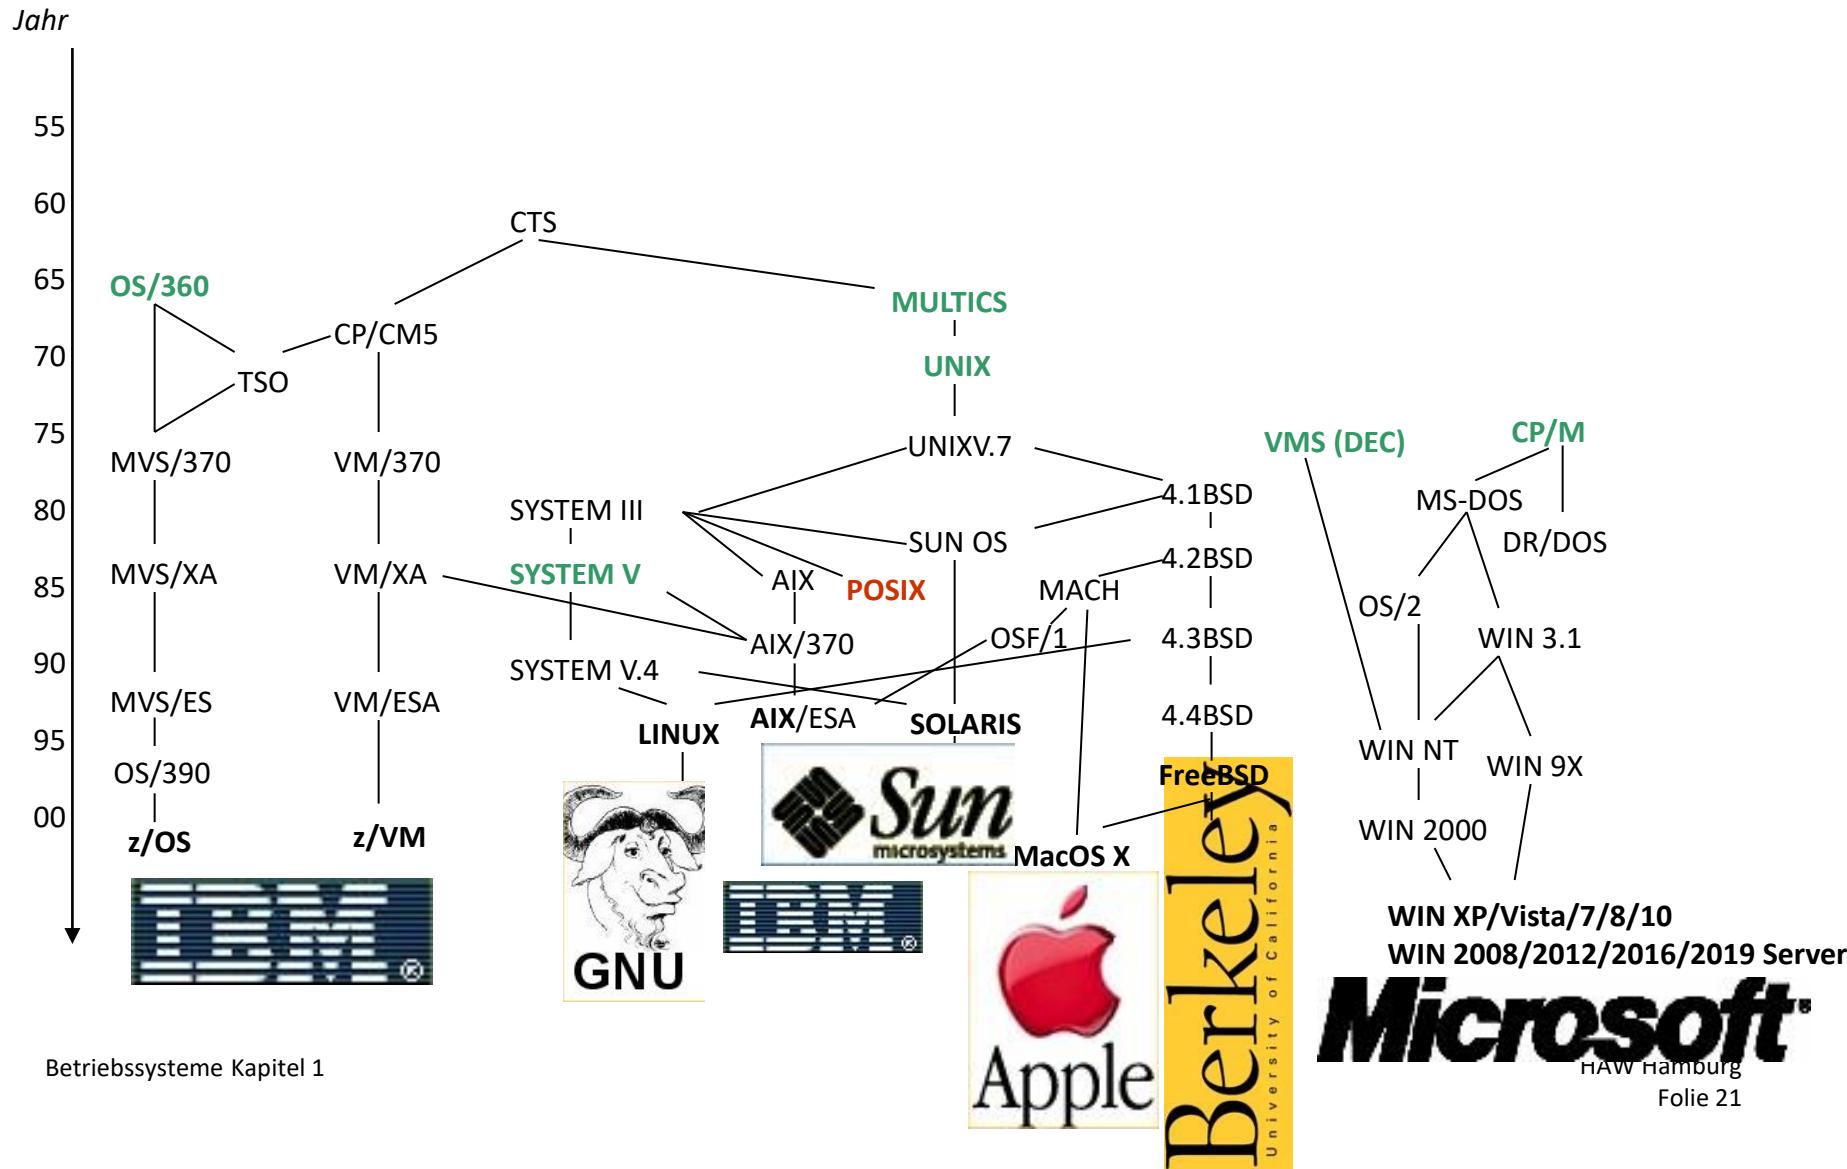 Jahr
55
60
CTS
65
OS/360
MULTICS
CP/CM5
70
UNIX
TSO
75
VMS (DEC)
CP/M
UNIXV.7
MVS/370
VM/370
4.1BSD
MS-DOS
80
SYSTEM III
SUN OS
DR/DOS
4.2BSD
MVS/XA
VM/XA
SYSTEM V
AIX
85
POSIX
MACH
OS/2
OSF/1
4.3BSD
WIN 3.1
AIX/370
90
SYSTEM V.4
MVS/ES
VM/ESA
AIX/ESA
4.4BSD
SOLARIS
LINUX
95
WIN NT
WIN 9X
OS/390
FreeBSD
00
Sun
microsystems
WIN 2000
z/OS
z/VM
MacOS X
IBM®
GNU
IBM®
Apple
Berkeley
University of California
WIN XP/Vista/7/8/10
WIN 2008/2012/2016/2019 Server
Microsoft®
Betriebssysteme Kapitel 1
HAW Hamburg
Folie 21